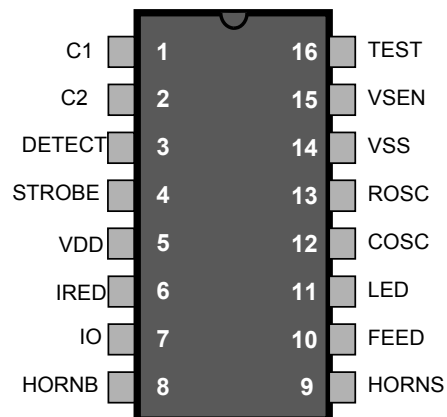 C1 1 16 TEST
C2 2 15 VSEN
DETECT 3 14 VSS
STROBE 4 13 ROSC
VDD 5 12 COSC
IRED 6 11 LED
IO 7 10 FEED
HORNB 8 9 HORNS